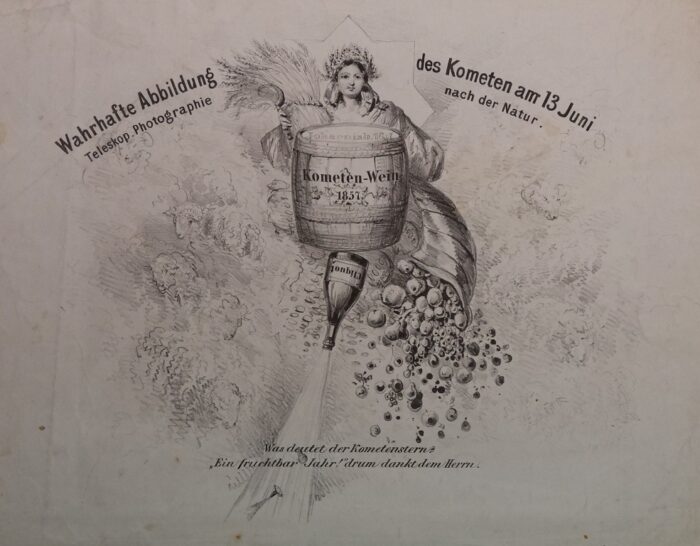 Wahrhafte Abbildung
Teleskop. Photographie
des Kometen am 13 Juni
nach der Natur.
Kometen-Wein
1857.
Cliquot
Was deutet der Kometenstern?
„Ein fruchtbar Jahr!" drum dankt dem Herrn.